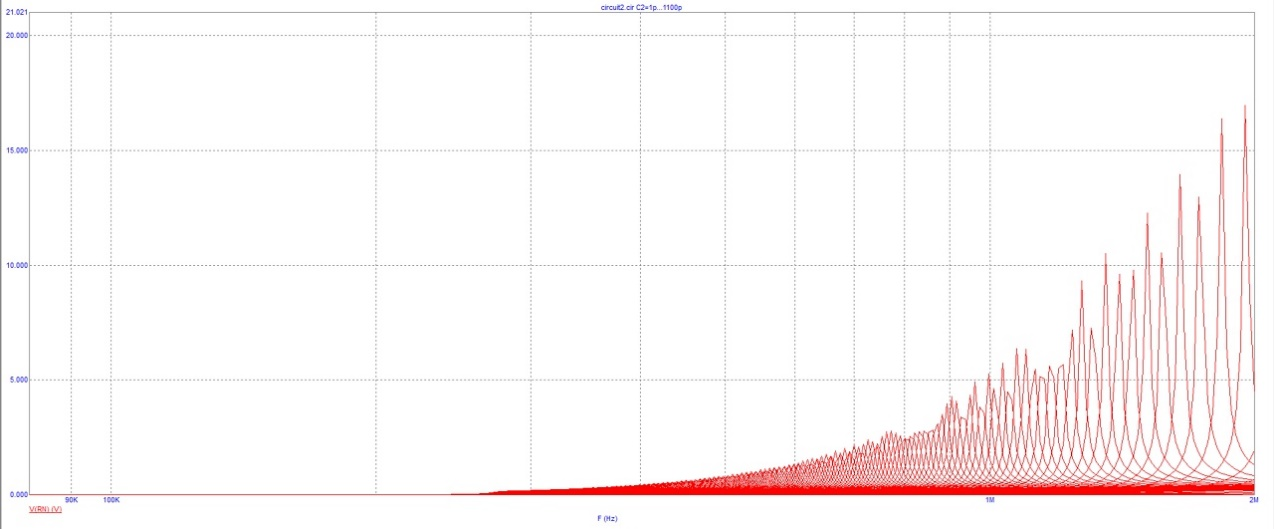 circuit2.cir C2=1p...1100p
21.021
20.000
15.000
10.000
5.000
0.000
90K 100K 1M 2M
V(RN) (V)
F (Hz)